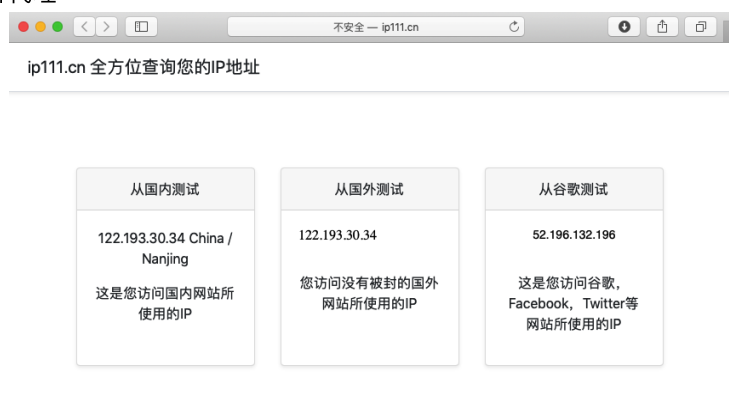 不安全 — ip111.cn
ip111.cn 全方位查询您的IP地址
从国内测试
122.193.30.34 China /
Nanjing
这是您访问国内网站所
使用的IP
从国外测试
122.193.30.34
您访问没有被封的国外
网站所使用的IP
从谷歌测试
52.196.132.196
这是您访问谷歌，
Facebook，Twitter等
网站所使用的IP